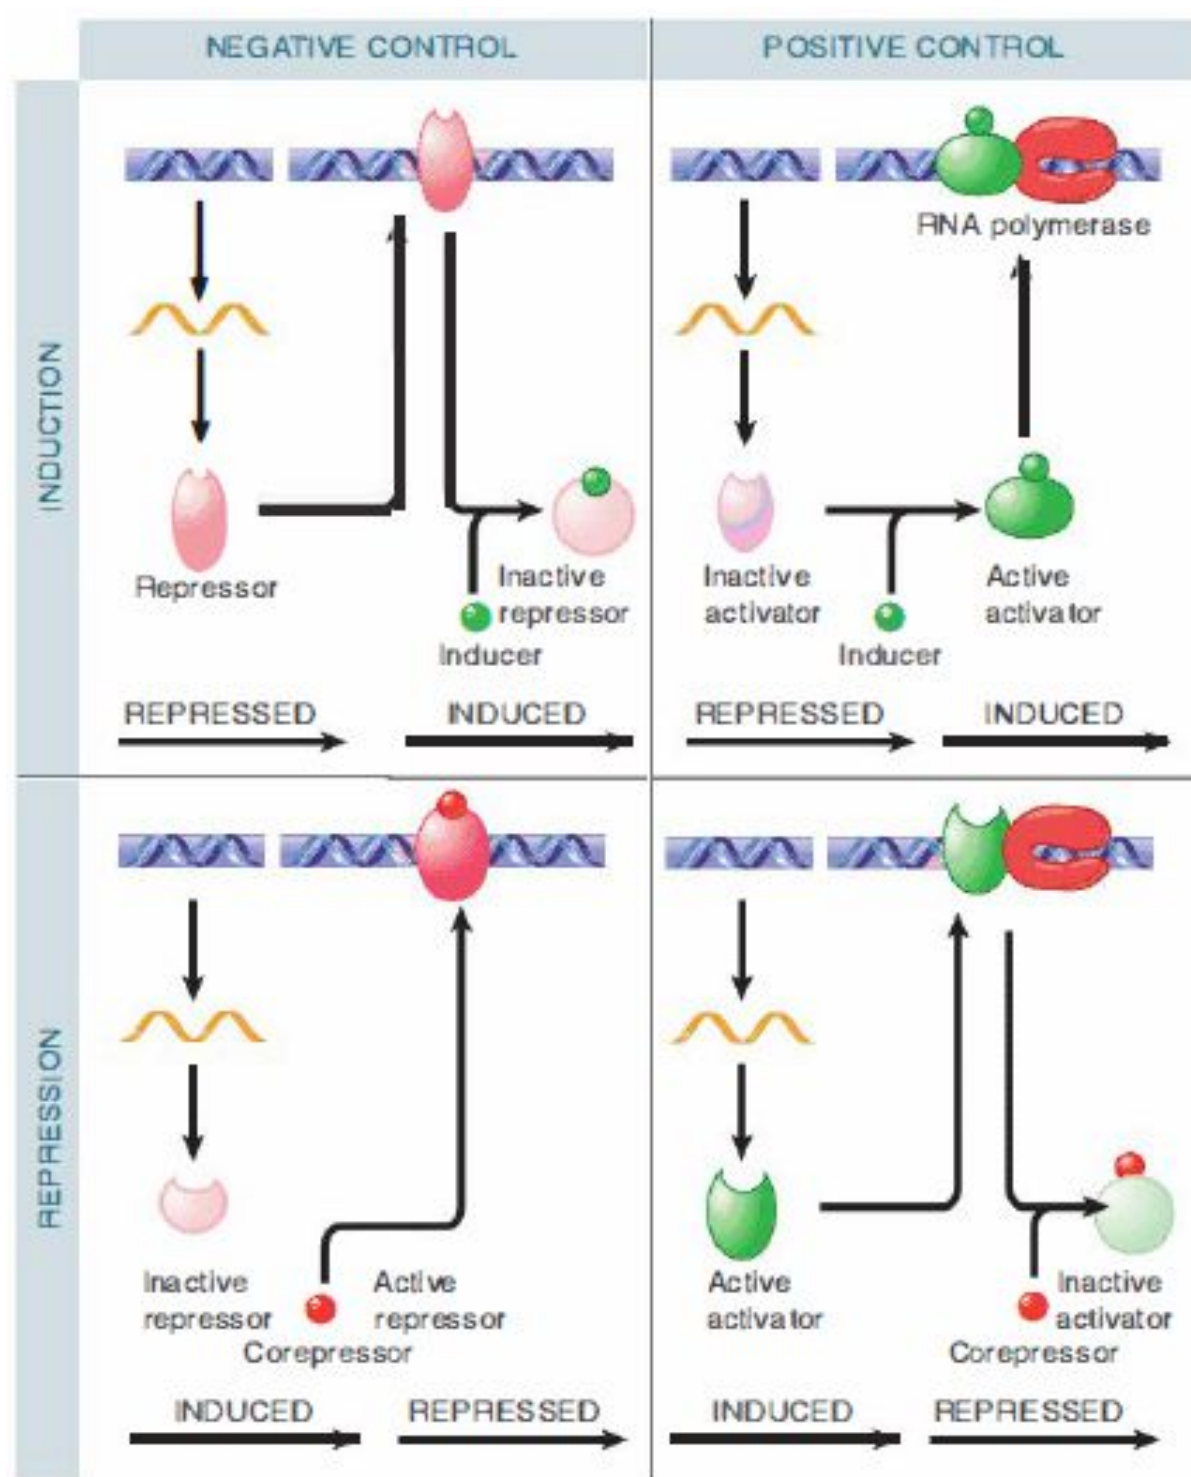 NEGATIVE CONTROL
POSITIVE CONTROL
INDUCTION
Repressor
Inactive
repressor
Inducer
REPRESSED
INDUCED
RNA polymerase
Inactive
activator
Inducer
Active
activator
REPRESSED
INDUCED
REPRESSION
Inactive
repressor
Corepressor
Active
repressor
INDUCED
REPRESSED
Active
activator
Inactive
activator
Corepressor
INDUCED
REPRESSED